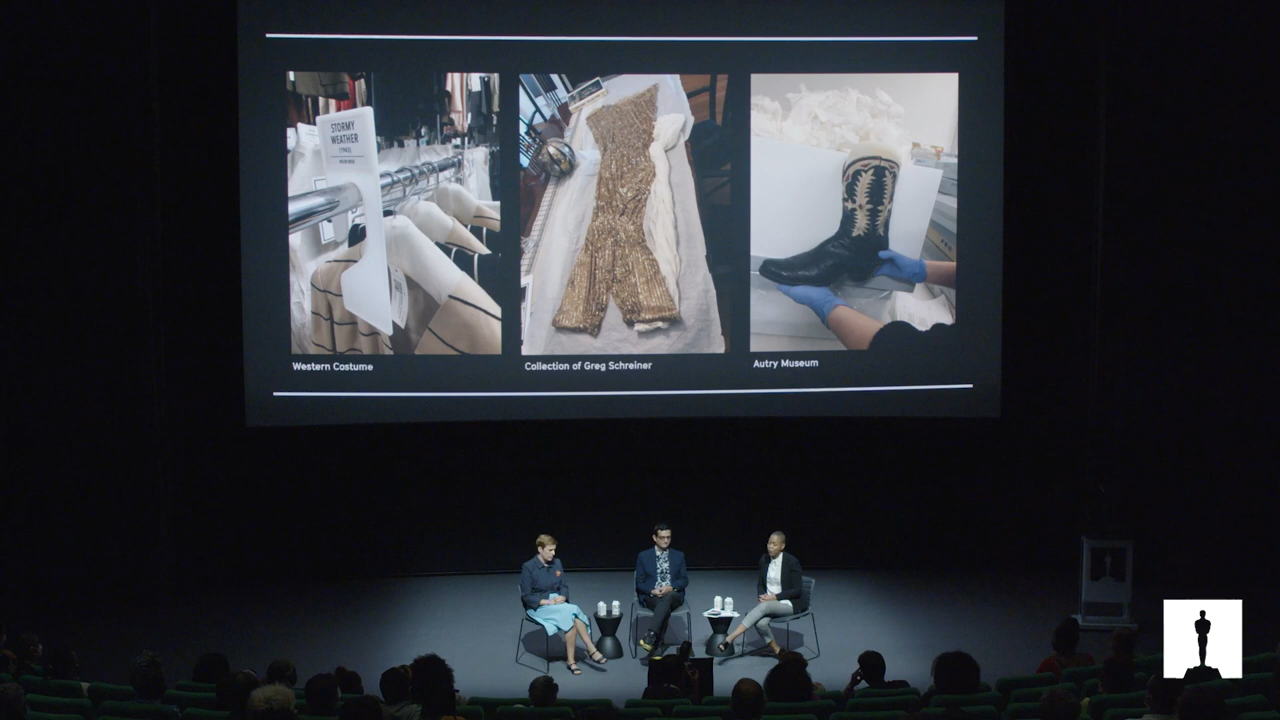 STORMY
WEATHER
(1943)
Western Costume
Collection of Greg Schreiner
Autry Museum